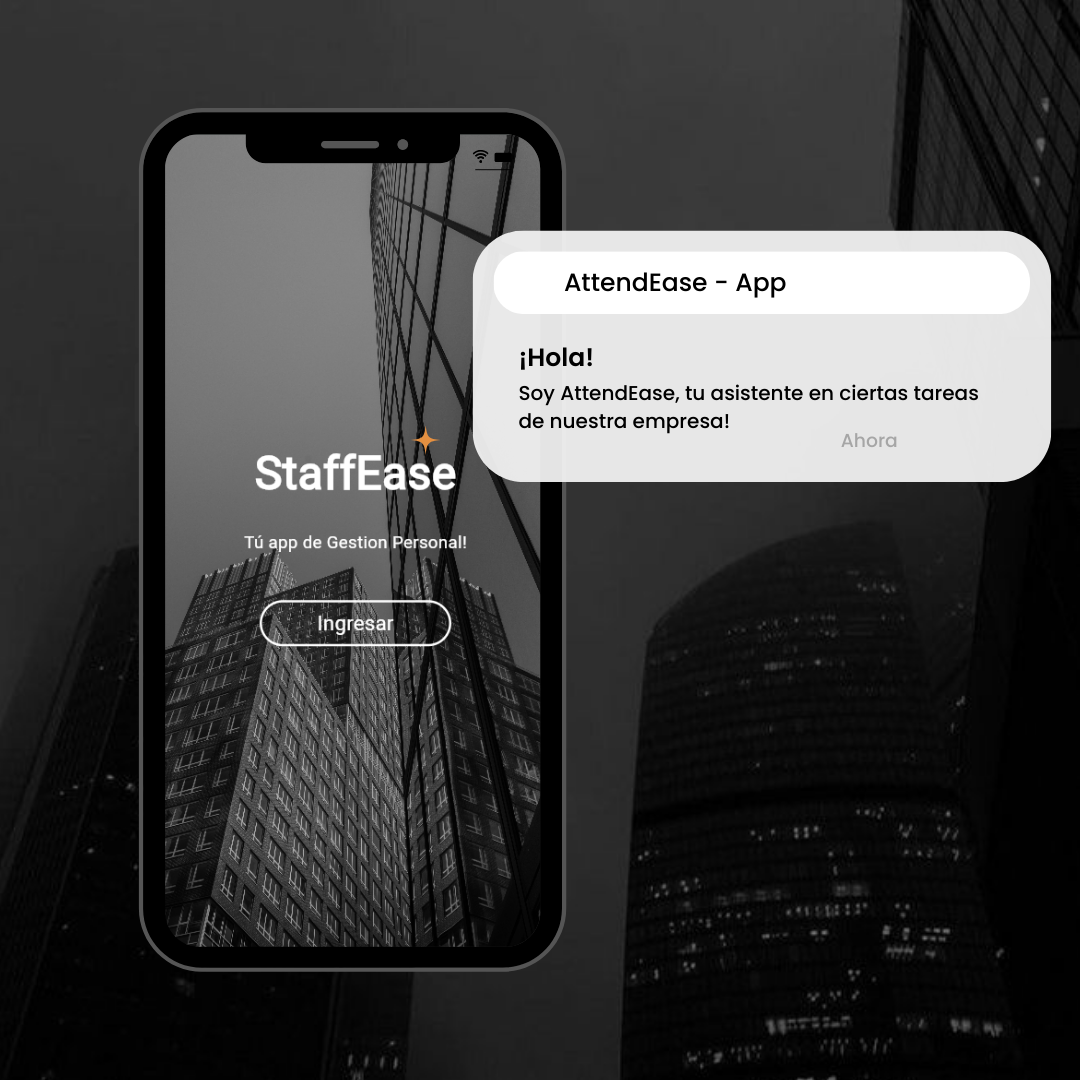 AttendEase - App
¡Hola!
Soy AttendEase, tu asistente en ciertas tareas
de nuestra empresa!
Ahora
StaffEase
Tú app de Gestion Personal!
Ingresar